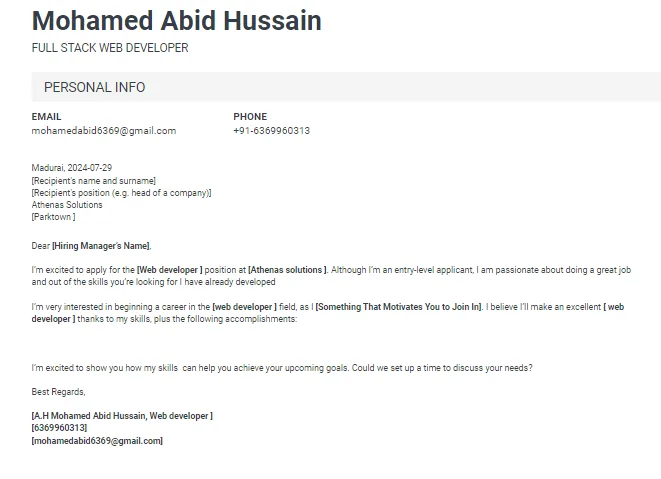 Mohamed Abid Hussain
FULL STACK WEB DEVELOPER
PERSONAL INFO
EMAIL PHONE
mohamedabid6369@gmail.com +91-6369960313
Madurai, 2024-07-29
[Recipient's name and surname]
[Recipient's position (e.g. head of a company)]
Athenas Solutions
[Parktown ]
Dear [Hiring Manager's Name],
I'm excited to apply for the [Web developer ] position at [Athenas solutions ]. Although I'm an entry-level applicant, I am passionate about doing a great job
and out of the skills you're looking for I have already developed
I'm very interested in beginning a career in the [web developer ] field, as I [Something That Motivates You to Join In]. I believe I'll make an excellent [ web
developer ] thanks to my skills, plus the following accomplishments:
I'm excited to show you how my skills can help you achieve your upcoming goals. Could we set up a time to discuss your needs?
Best Regards,
[A.H Mohamed Abid Hussain, Web developer ]
[6369960313]
[mohamedabid6369@gmail.com]